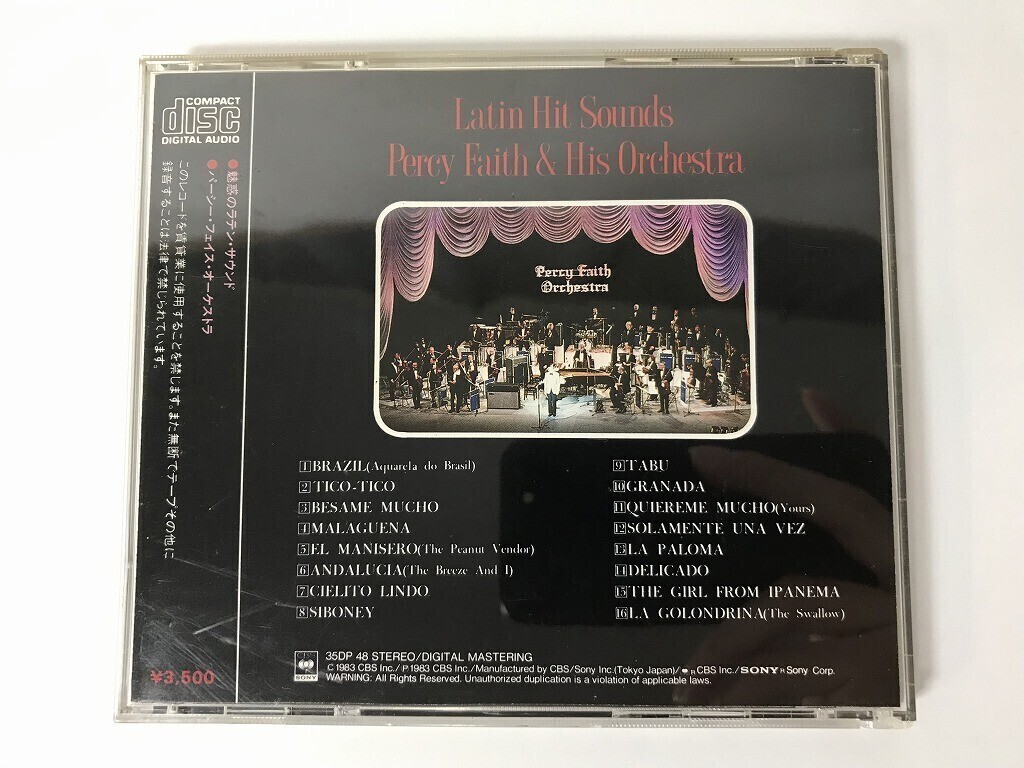 COMPACT
disc
DIGITAL AUDIO
●魅惑のラテン・サウンド
●パーシー・フェイス・オーケストラ
このレコードを賃貸業に使用することを禁じます。また無断でテープその他に
録音することは法律で禁じられています。
¥3,500
Latin Hit Sounds
Percy Faith & His Orchestra
Percy Faith
Orchestra
1 BRAZIL(Aquarela do Brasil)
2 TICO-TICO
3 BESAME MUCHO
4 MALAGUENA
5 EL MANISERO(The Peanut Vendor)
6 ANDALUCIA(The Breeze And I)
7 CIELITO LINDO
8 SIBONEY
9 TABU
10 GRANADA
11 QUIEREME MUCHO(Yours)
12 SOLAMENTE UNA VEZ
13 LA PALOMA
14 DELICADO
15 THE GIRL FROM IPANEMA
16 LA GOLONDRINA(The Swallow)
CBS
SONY
35DP 48 STEREO/DIGITAL MASTERING
© 1983 CBS Inc./℗ 1983 CBS Inc./Manufactured by CBS/Sony Inc.(Tokyo Japan)/ ® CBS Inc./SONY® Sony Corp.
WARNING: All Rights Reserved. Unauthorized duplication is a violation of applicable laws.